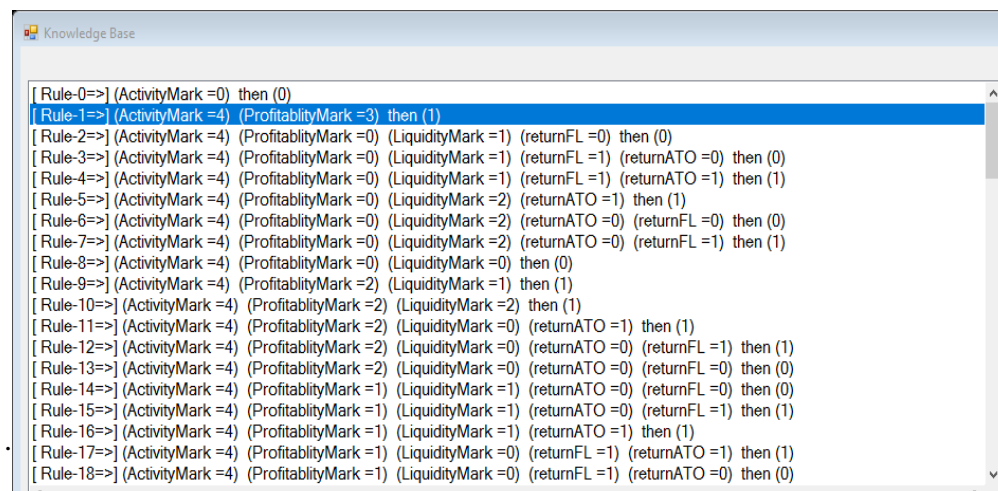 Knowledge Base
[ Rule-0=>] (ActivityMark =0) then (0)
[ Rule-1=>] (ActivityMark =4) (ProfitablityMark =3) then (1)
[ Rule-2=>] (ActivityMark =4) (ProfitablityMark =0) (LiquidityMark =1) (returnFL =0) then (0)
[ Rule-3=>] (ActivityMark =4) (ProfitablityMark =0) (LiquidityMark =1) (returnFL =1) (returnATO =0) then (0)
[ Rule-4=>] (ActivityMark =4) (ProfitablityMark =0) (LiquidityMark =1) (returnFL =1) (returnATO =1) then (1)
[ Rule-5=>] (ActivityMark =4) (ProfitablityMark =0) (LiquidityMark =2) (returnATO =1) then (1)
[ Rule-6=>] (ActivityMark =4) (ProfitablityMark =0) (LiquidityMark =2) (returnATO =0) (returnFL =0) then (0)
[ Rule-7=>] (ActivityMark =4) (ProfitablityMark =0) (LiquidityMark =2) (returnATO =0) (returnFL =1) then (1)
[ Rule-8=>] (ActivityMark =4) (ProfitablityMark =0) (LiquidityMark =0) then (0)
[ Rule-9=>] (ActivityMark =4) (ProfitablityMark =2) (LiquidityMark =1) then (1)
[ Rule-10=>] (ActivityMark =4) (ProfitablityMark =2) (LiquidityMark =2) then (1)
[ Rule-11=>] (ActivityMark =4) (ProfitablityMark =2) (LiquidityMark =0) (returnATO =1) then (1)
[ Rule-12=>] (ActivityMark =4) (ProfitablityMark =2) (LiquidityMark =0) (returnATO =0) (returnFL =1) then (1)
[ Rule-13=>] (ActivityMark =4) (ProfitablityMark =2) (LiquidityMark =0) (returnATO =0) (returnFL =0) then (0)
[ Rule-14=>] (ActivityMark =4) (ProfitablityMark =1) (LiquidityMark =1) (returnATO =0) (returnFL =0) then (0)
[ Rule-15=>] (ActivityMark =4) (ProfitablityMark =1) (LiquidityMark =1) (returnATO =0) (returnFL =1) then (1)
[ Rule-16=>] (ActivityMark =4) (ProfitablityMark =1) (LiquidityMark =1) (returnATO =1) then (1)
[ Rule-17=>] (ActivityMark =4) (ProfitablityMark =1) (LiquidityMark =0) (returnFL =1) (returnATO =1) then (1)
[ Rule-18=>] (ActivityMark =4) (ProfitablityMark =1) (LiquidityMark =0) (returnFL =1) (returnATO =0) then (0)